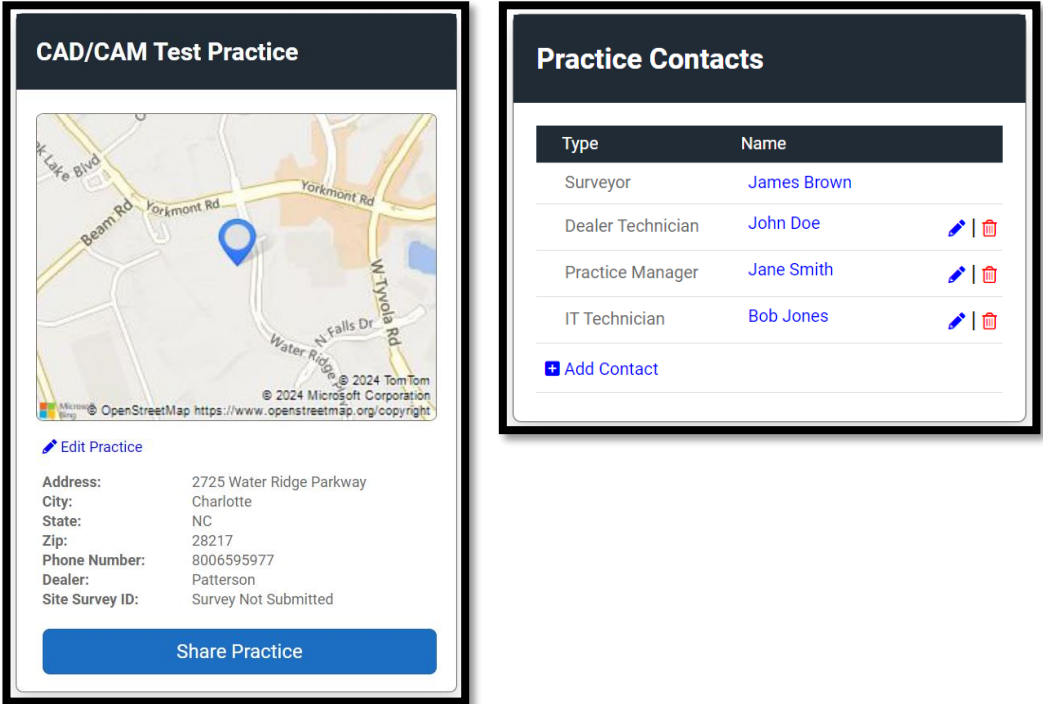 CAD/CAM Test Practice
Lake Blvd
Beam Rd
Yorkmont Rd
Yorkmont Rd
W Tyvola Rd
N Falls Dr
Water Ridge
© 2024 TomTom
© 2024 Microsoft Corporation
© OpenStreetMap https://www.openstreetmap.org/copyright
Microsoft
Bing
Edit Practice
Address: 2725 Water Ridge Parkway
City: Charlotte
State: NC
Zip: 28217
Phone Number: 8006595977
Dealer: Patterson
Site Survey ID: Survey Not Submitted
Share Practice
Practice Contacts
Type Name
Surveyor James Brown
Dealer Technician John Doe |
Practice Manager Jane Smith |
IT Technician Bob Jones |
Add Contact